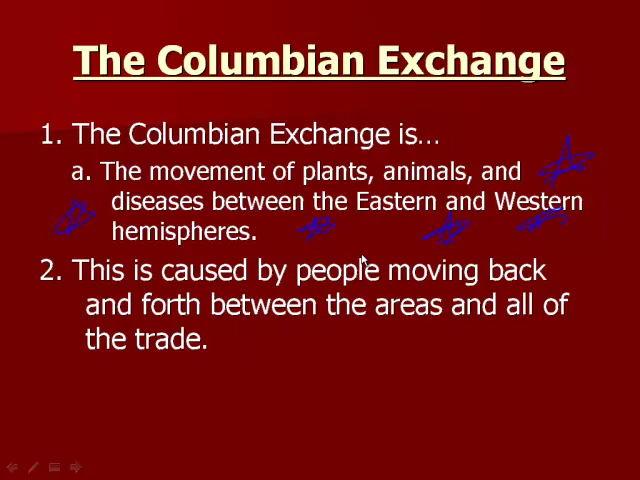 The Columbian Exchange
1. The Columbian Exchange is…
a. The movement of plants, animals, and
diseases between the Eastern and Western
hemispheres.
2. This is caused by people moving back
and forth between the areas and all of
the trade.